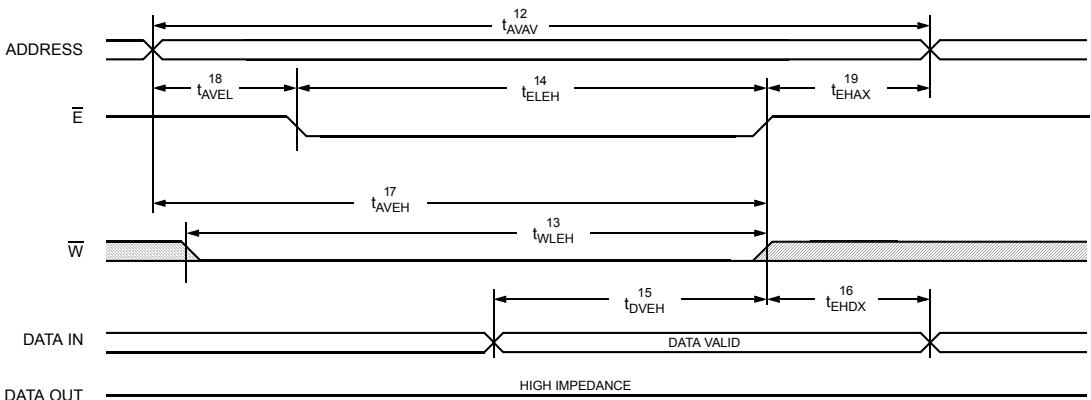 12
tAVAV
ADDRESS
18 14 19
tAVEL tELEH tEHAX
E̅
17
tAVEH
13
tWLEH
W̅
15 16
tDVEH tEHDX
DATA IN DATA VALID
HIGH IMPEDANCE
DATA OUT